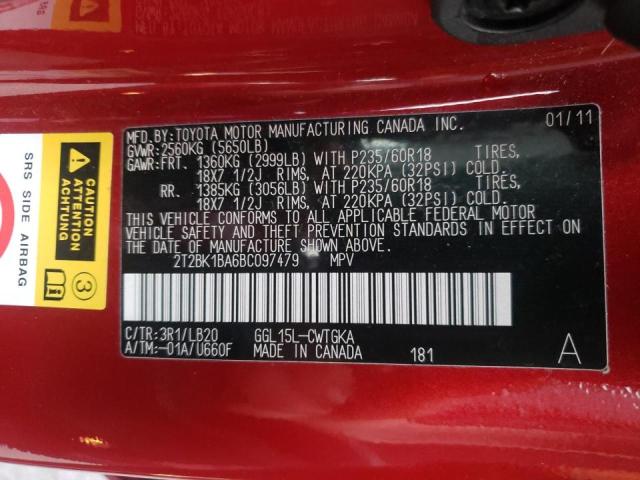 MFD.BY:TOYOTA MOTOR MANUFACTURING CANADA INC. 01/11
GVWR:2560KG (5650LB)
GAWR:FRT. 1360KG (2999LB) WITH P235/60R18 TIRES,
18X7 1/2J RIMS, AT 220KPA (32PSI) COLD.
RR. 1385KG (3056LB) WITH P235/60R18 TIRES,
18X7 1/2J RIMS, AT 220KPA (32PSI) COLD.
THIS VEHICLE CONFORMS TO ALL APPLICABLE FEDERAL MOTOR
VEHICLE SAFETY AND THEFT PREVENTION STANDARDS IN EFFECT ON
THE DATE OF MANUFACTURE SHOWN ABOVE.
2T2BK1BA6BC097479 MPV
C/TR:3R1/LB20 GGL15L-CWTGKA
A/TM:-01A/U660F MADE IN CANADA 181 A
SRS SIDE AIRBAG
CAUTION
ACHTUNG
3